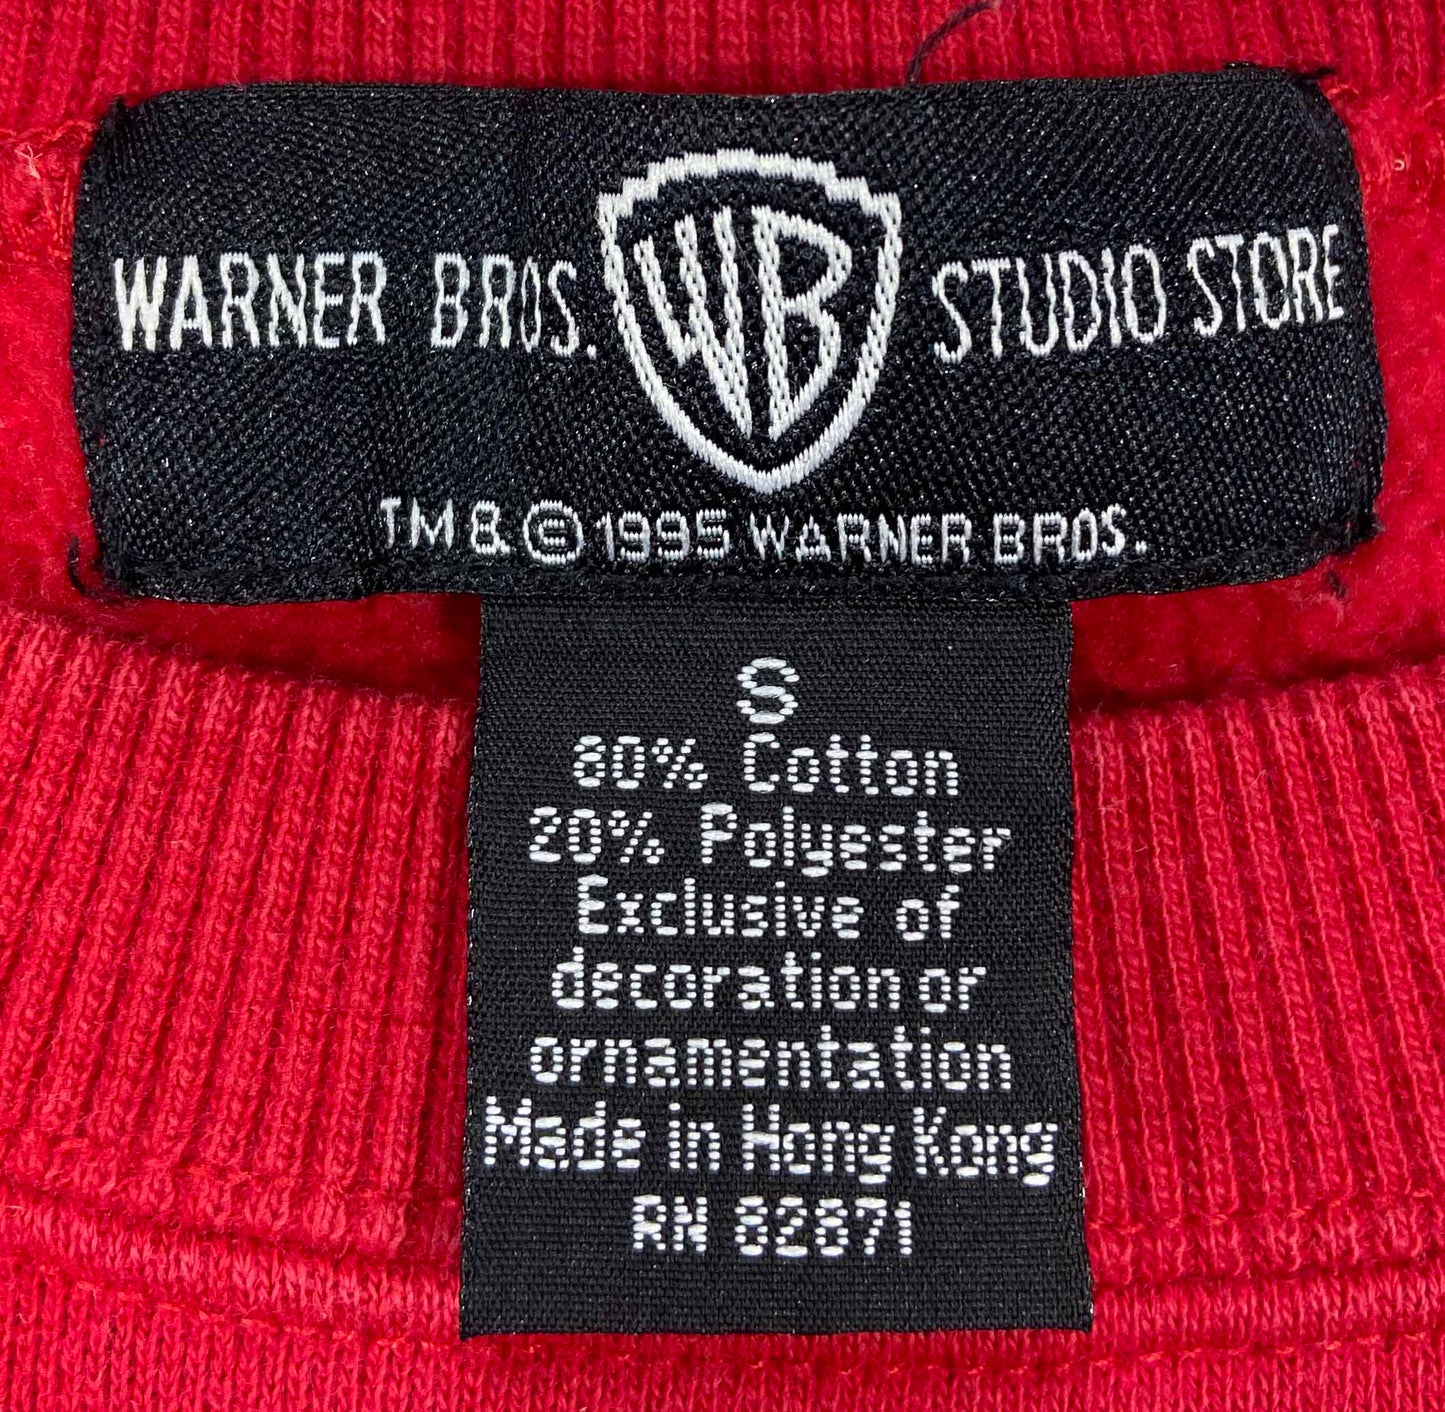 WARNER BROS. WB STUDIO STORE
TM & © 1995 WARNER BROS.
S
80% Cotton
20% Polyester
Exclusive of
decoration or
ornamentation
Made in Hong Kong
RN 82871